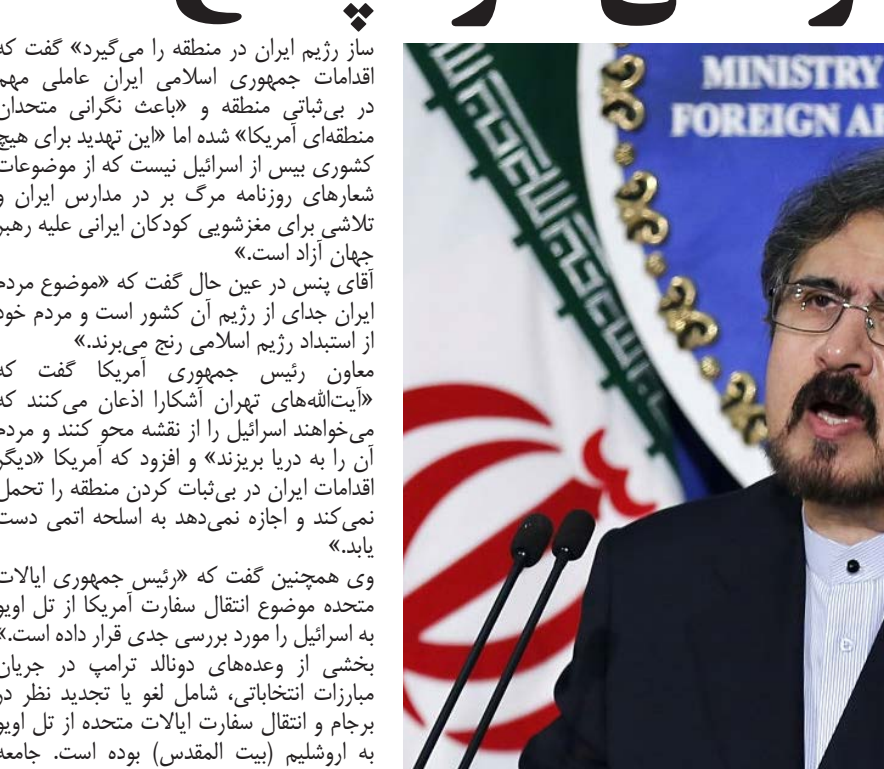 ساز رژیم ایران در منطقه را می‌گیرد» گفت که
اقدامات جمهوری اسلامی ایران عاملی مهم
در بی‌ثباتی منطقه و «باعث نگرانی متحدان
منطقه‌ای آمریکا» شده اما «این تهدید برای هیچ
کشوری بیس از اسرائیل نیست که از موضوعات
شعارهای روزنامه مرگ بر در مدارس ایران و
تلاشی برای مغزشویی کودکان ایرانی علیه رهبر
جهان آزاد است.»
آقای پنس در عین حال گفت که «موضوع مردم
ایران جدای از رژیم آن کشور است و مردم خود
از استبداد رژیم اسلامی رنج می‌برند.»
معاون رئیس جمهوری آمریکا گفت که
«آیت‌الله‌های تهران آشکارا اذعان می‌کنند که
می‌خواهند اسرائیل را از نقشه محو کنند و مردم
آن را به دریا بریزند» و افزود که آمریکا «دیگر
اقدامات ایران در بی‌ثبات کردن منطقه را تحمل
نمی‌کند و اجازه نمی‌دهد به اسلحه اتمی دست
یابد.»
وی همچنین گفت که «رئیس جمهوری ایالات
متحده موضوع انتقال سفارت آمریکا از تل اویو
به اسرائیل را مورد بررسی جدی قرار داده است.»
بخشی از وعده‌های دونالد ترامپ در جریان
مبارزات انتخاباتی، شامل لغو یا تجدید نظر در
برجام و انتقال سفارت ایالات متحده از تل اویو
به اروشلیم (بیت المقدس) بوده است. جامعه
MINISTRY
FOREIGN